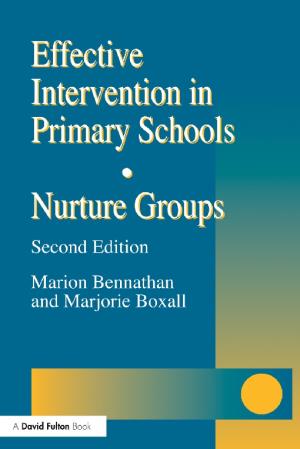 Effective
Intervention in
Primary Schools
•
Nurture Groups
Second Edition
Marion Bennathan
and Marjorie Boxall
A David Fulton Book